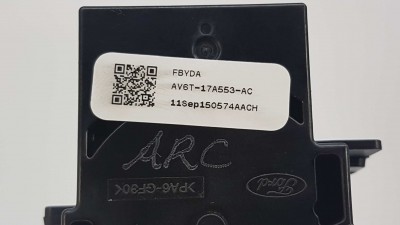 FBYDA
AV6T-17A553-AC
11Sep150574AACH
ARC
>PA6-GF30<
Ford